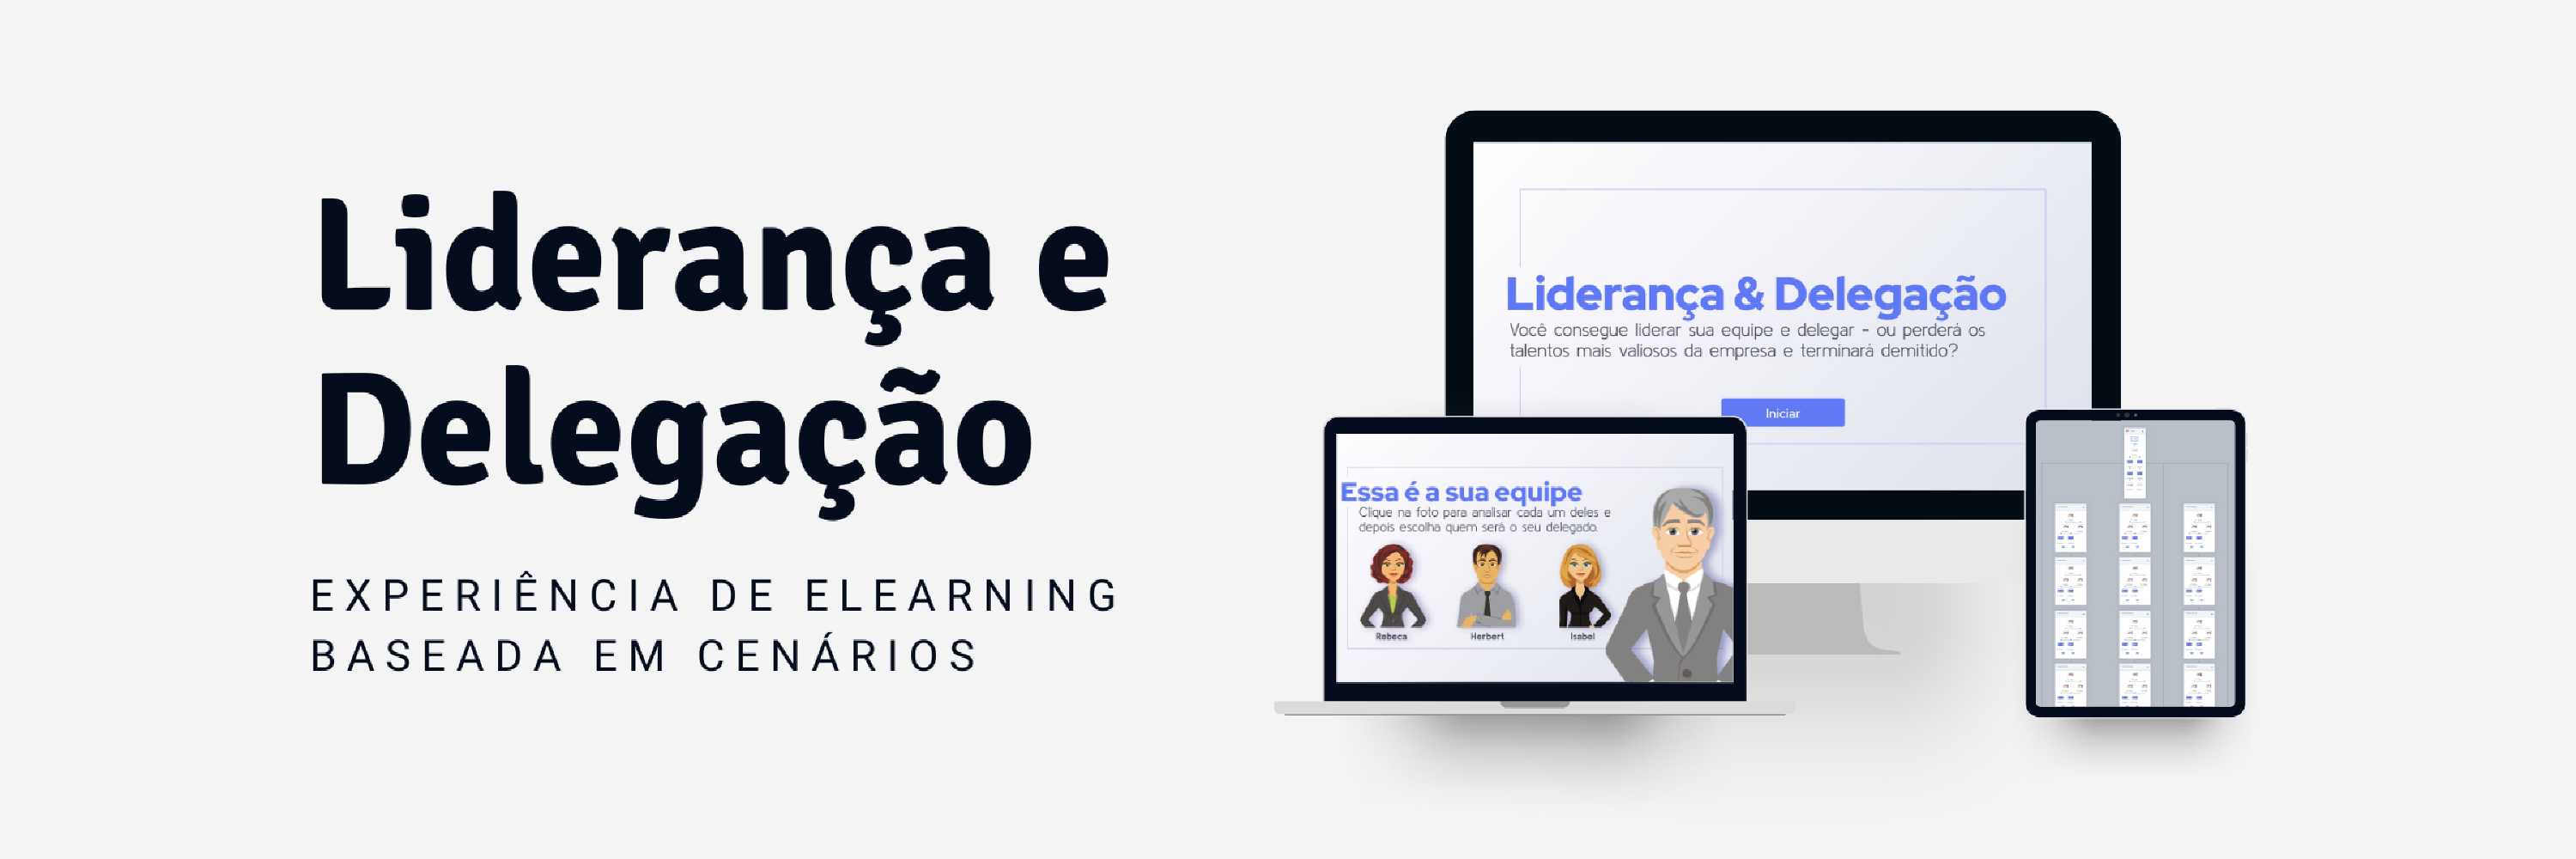 Liderança e
Delegação
EXPERIÊNCIA DE ELEARNING
BASEADA EM CENÁRIOS
Liderança & Delegação
Você consegue liderar sua equipe e delegar - ou perderá os
talentos mais valiosos da empresa e terminará demitido?
Iniciar
Essa é a sua equipe
Clique na foto para analisar cada um deles e
depois escolha quem será o seu delegado.
Rebeca Herbert Isabel